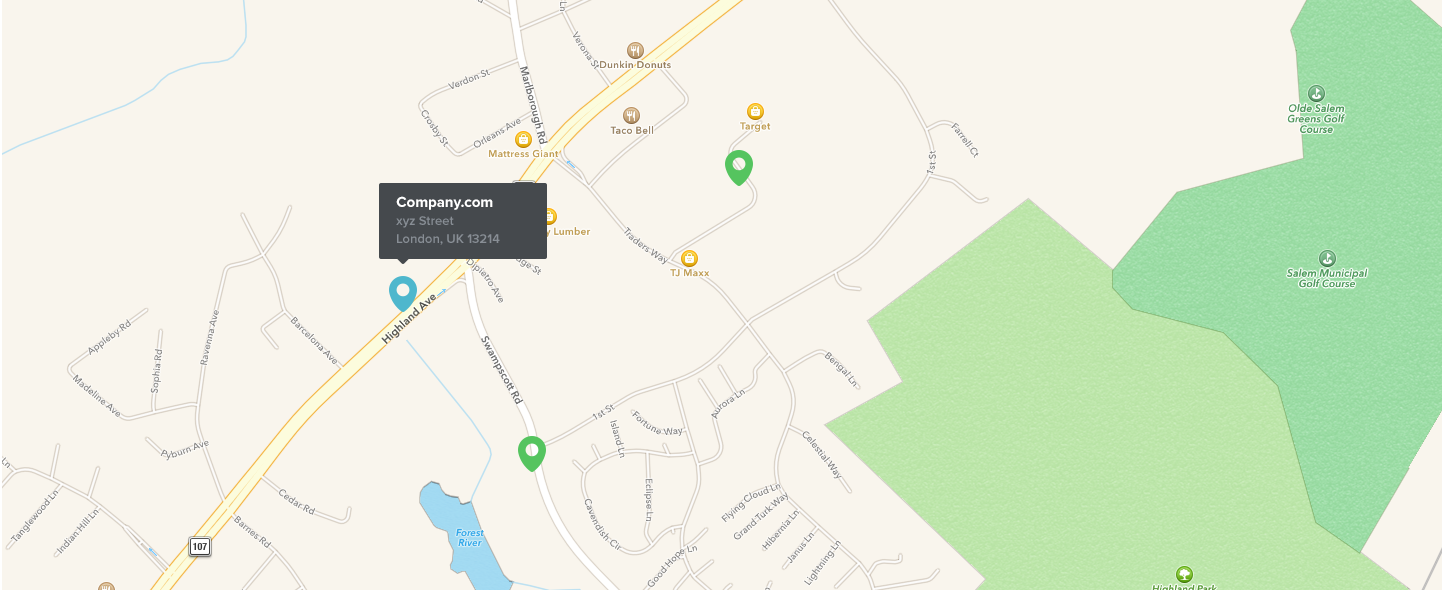 Ln
Verona S
Dunkin Donuts
Verdon St
Marlborough Rd
Crosby St
Orleans Ave
Mattress Giant
Taco Bell
Target
Olde Salem
Greens Golf
Course
Farrell Ct
1st St
Company.com
xyz Street
London, UK 13214
y Lumber
Traders Way
TJ Maxx
Salem Municipal
Golf Course
Dipietro Ave
dge St
Highland Ave
Appleby Rd
Sophia Rd
Ravenna Ave
Barcelona Ave
Madeline Ave
Swampscott Rd
Bengal Ln
Aurora Ln
1st St
Fortune Way
Island Ln
Pyburn Ave
Celestial Way
Ln
Tanglewood Ln
Indian Hill Ln
Cedar Rd
Barnes Rd
107
Forest
River
Eclipse Ln
Cavendish Cir
Good Hope Ln
Flying Cloud Ln
Grand Turk Way
Hibernia Ln
Janus Ln
Lightning Ln
Highland Park